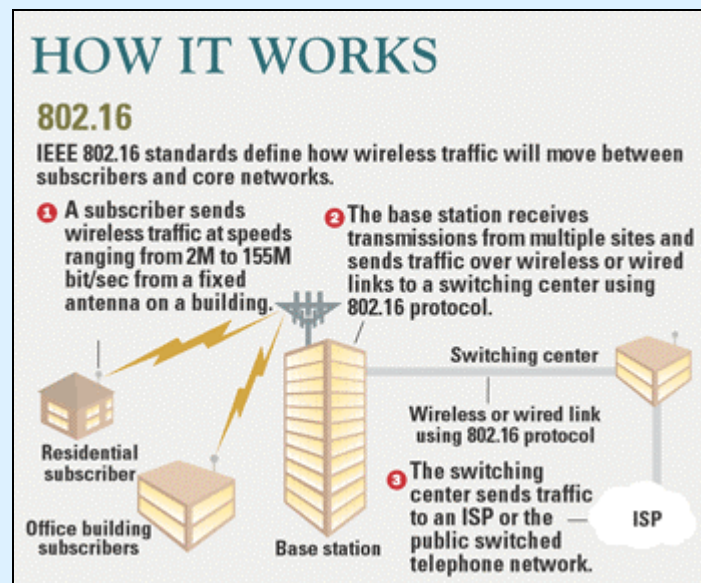 HOW IT WORKS
802.16
IEEE 802.16 standards define how wireless traffic will move between
subscribers and core networks.
1 A subscriber sends
wireless traffic at speeds
ranging from 2M to 155M
bit/sec from a fixed
antenna on a building.
2 The base station receives
transmissions from multiple sites and
sends traffic over wireless or wired
links to a switching center using
802.16 protocol.
Switching center
Wireless or wired link
using 802.16 protocol
Residential
subscriber
Office building
subscribers
Base station
3 The switching
center sends traffic
to an ISP or the
public switched
telephone network.
ISP